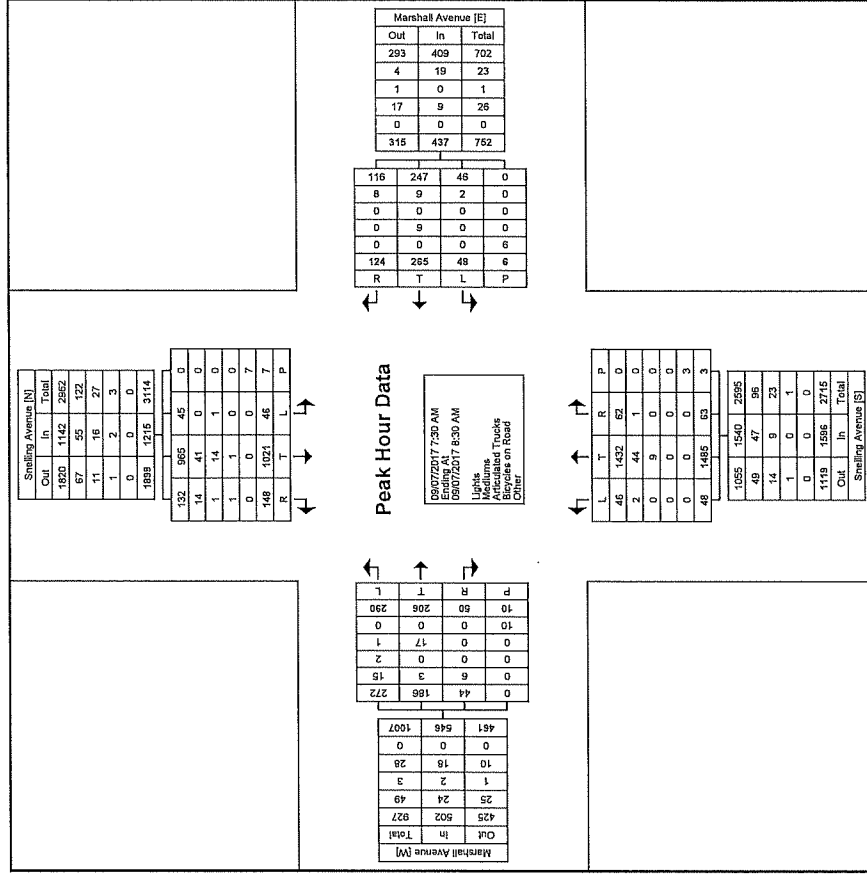 Marshall Avenue [E]
Out In Total
293 409 702
4 19 23
1 0 1
17 9 26
0 0 0
315 437 752
116 247 46 0
8 9 2 0
0 0 0 0
0 9 0 0
0 0 0 6
124 265 48 6
R T L P
Snelling Avenue [N]
Out In Total
1820 1142 2962
67 55 122
11 16 27
1 2 3
0 0 0
1899 1215 3114
132 965 45 0
14 41 0 0
1 14 1 0
1 1 0 0
0 0 0 7
148 1021 46 7
R T L P
Peak Hour Data
09/07/2017 7:30 AM
Ending At
09/07/2017 8:30 AM
Lights
Mediums
Articulated Trucks
Bicycles on Road
Other
L T R P
46 1432 62 0
2 44 1 0
0 9 0 0
0 0 0 0
0 0 0 3
48 1485 63 3
1055 1540 2595
49 47 96
14 9 23
1 0 1
0 0 0
1119 1596 2715
Out In Total
Snelling Avenue [S]
Marshall Avenue [W]
Out In Total
425 502 927
25 24 49
1 2 3
10 18 28
0 0 0
461 546 1007
0 44 186 272
0 6 3 15
0 0 0 2
0 0 17 1
10 0 0 0
10 50 206 290
P R T L